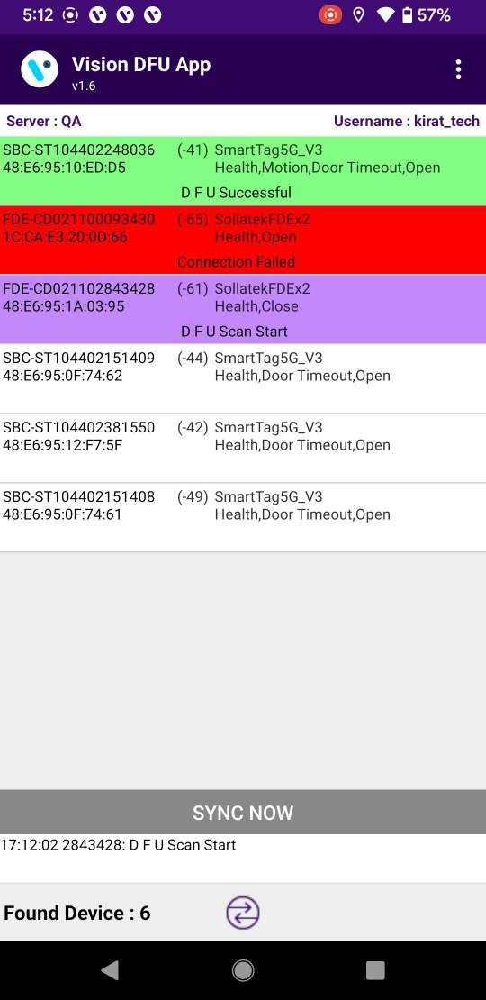 5:12 57%
Vision DFU App
v1.6
Server : QA Username : kirat_tech
SBC-ST104402248036 (-41) SmartTag5G_V3
48:E6:95:10:ED:D5 Health,Motion,Door Timeout,Open
D F U Successful
FDE-CD021100093430 (-65) SollatekFDEx2
1C:CA:E3:20:0D:66 Health,Open
Connection Failed
FDE-CD021102843428 (-61) SollatekFDEx2
48:E6:95:1A:03:95 Health,Close
D F U Scan Start
SBC-ST104402151409 (-44) SmartTag5G_V3
48:E6:95:0F:74:62 Health,Door Timeout,Open
SBC-ST104402381550 (-42) SmartTag5G_V3
48:E6:95:12:F7:5F Health,Door Timeout,Open
SBC-ST104402151408 (-49) SmartTag5G_V3
48:E6:95:0F:74:61 Health,Door Timeout,Open
SYNC NOW
17:12:02 2843428: D F U Scan Start
Found Device : 6